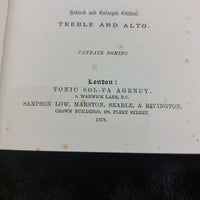 Revised and Enlarged Edition.
TREBLE AND ALTO.
CANTATE DOMINO.
London:
TONIC SOL-FA AGENCY,
8, WARWICK LANE, E.C.
SAMPSON LOW, MARSTON, SEARLE, & RIVINGTON,
CROWN BUILDINGS, 188, FLEET STREET.
1878.